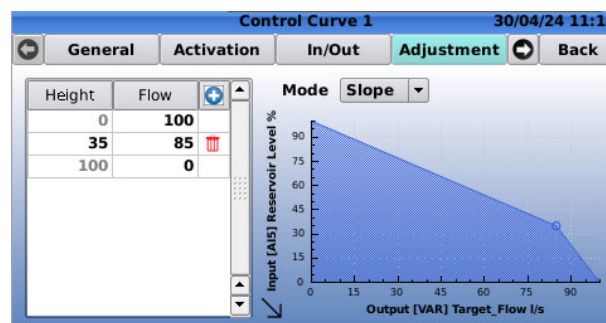 Control Curve 1 30/04/24 11:1
General Activation In/Out Adjustment Back
Height Flow
0 100
35 85
100 0
Mode Slope
Input [AI5] Reservoir Level %
90
75
60
45
30
15
0
0 15 30 45 60 75 90
Output [VAR] Target_Flow l/s